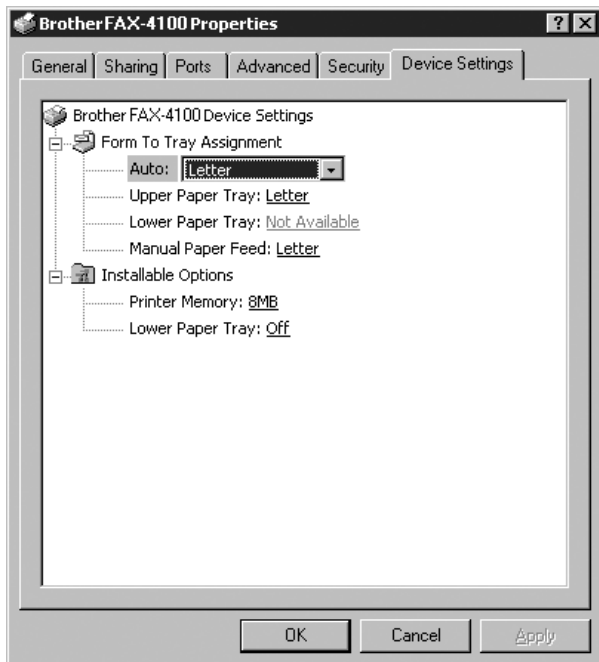 Brother FAX-4100 Properties
General Sharing Ports Advanced Security Device Settings
Brother FAX-4100 Device Settings
Form To Tray Assignment
Auto: Letter
Upper Paper Tray: Letter
Lower Paper Tray: Not Available
Manual Paper Feed: Letter
Installable Options
Printer Memory: 8MB
Lower Paper Tray: Off
OK Cancel Apply